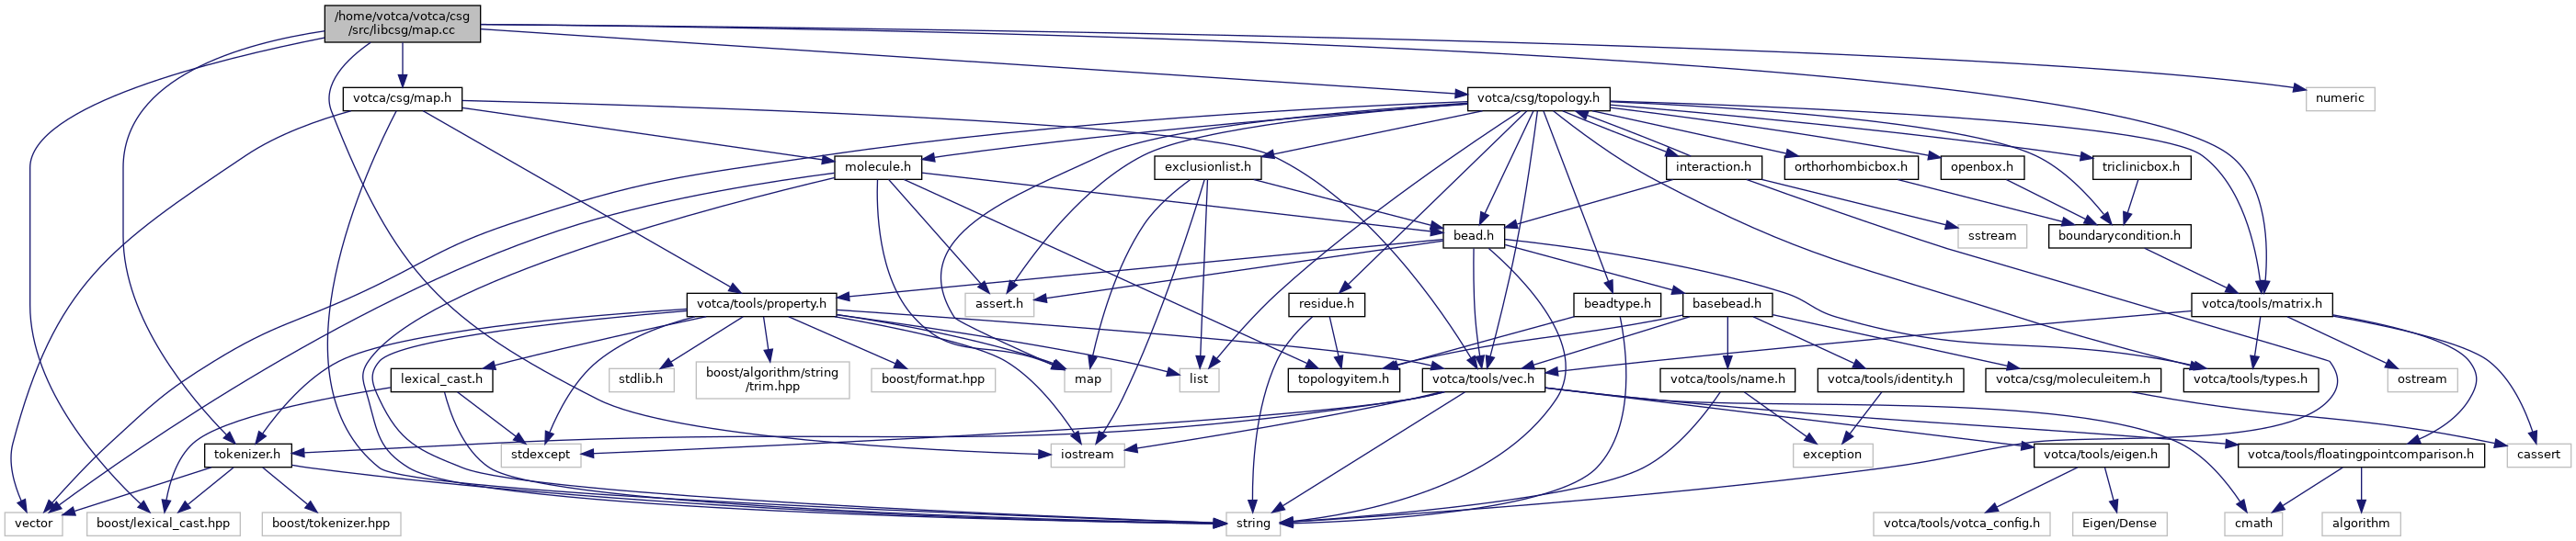 /home/votca/votca/csg
/src/libcsg/map.cc
votca/csg/map.h
votca/csg/topology.h
numeric
molecule.h
exclusionlist.h
interaction.h
orthorhombicbox.h
openbox.h
triclinicbox.h
bead.h
sstream
boundarycondition.h
votca/tools/property.h
assert.h
residue.h
beadtype.h
basebead.h
votca/tools/matrix.h
lexical_cast.h
stdlib.h
boost/algorithm/string
/trim.hpp
boost/format.hpp
map
list
topologyitem.h
votca/tools/vec.h
votca/tools/name.h
votca/tools/identity.h
votca/csg/moleculeitem.h
votca/tools/types.h
ostream
tokenizer.h
stdexcept
iostream
exception
votca/tools/eigen.h
votca/tools/floatingpointcomparison.h
cassert
vector
boost/lexical_cast.hpp
boost/tokenizer.hpp
string
votca/tools/votca_config.h
Eigen/Dense
cmath
algorithm